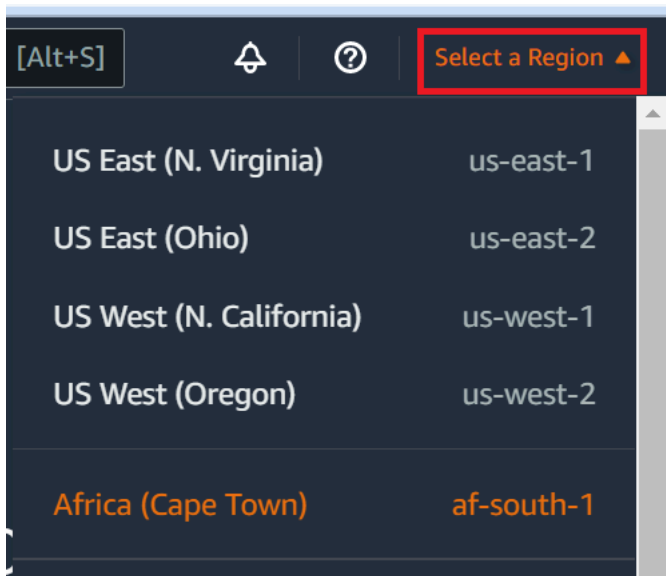 [Alt+S] Select a Region
US East (N. Virginia) us-east-1
US East (Ohio) us-east-2
US West (N. California) us-west-1
US West (Oregon) us-west-2
Africa (Cape Town) af-south-1